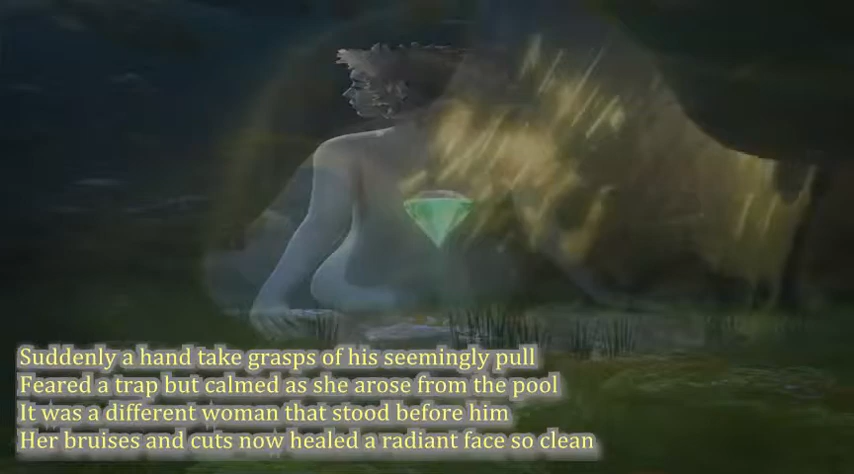 Suddenly a hand take grasps of his seemingly pull
Feared a trap but calmed as she arose from the pool
It was a different woman that stood before him
Her bruises and cuts now healed a radiant face so clean